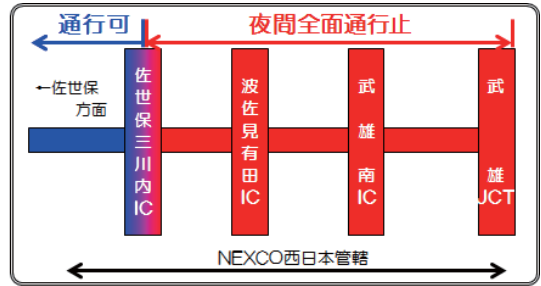 通行可
夜間全面通行止
←佐世保
方面
佐世保三川内IC
波佐見有田IC
武雄南IC
武雄JCT
NEXCO西日本管轄